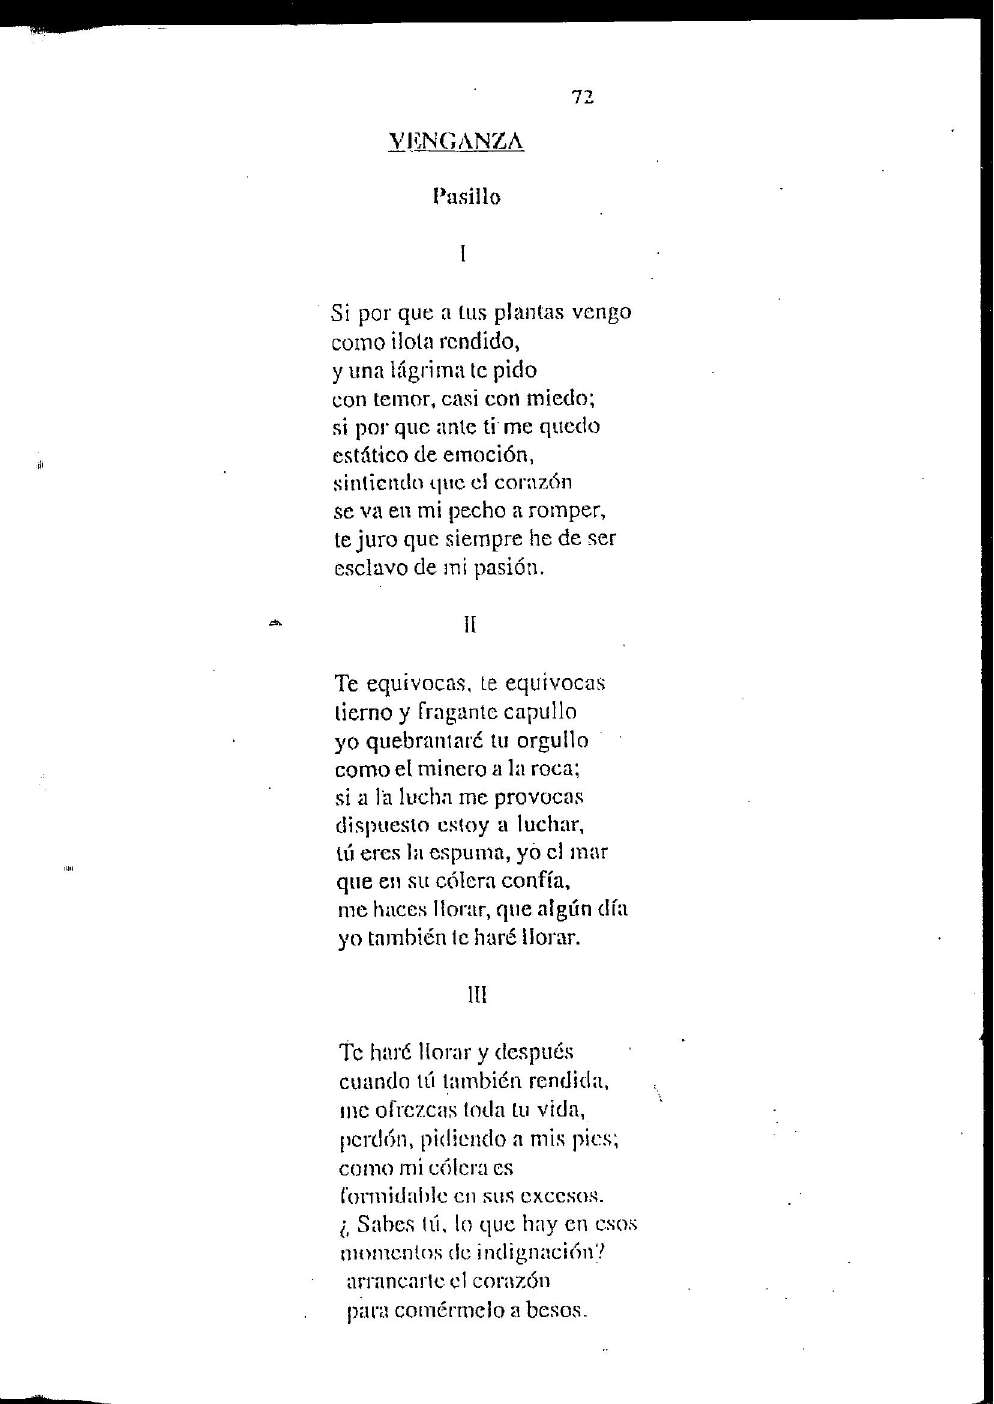 72
VENGANZA
Pasillo
I
Si por que a tus plantas vengo
como ilota rendido,
y una lágrima te pido
con temor, casi con miedo;
si por que ante ti me quedo
estático de emoción,
sintiendo que el corazón
se va en mi pecho a romper,
te juro que siempre he de ser
esclavo de mi pasión.
II
Te equivocas, te equivocas
tierno y fragante capullo
yo quebrantaré tu orgullo
como el minero a la roca;
si a la lucha me provocas
dispuesto estoy a luchar,
tú eres la espuma, yo el mar
que en su cólera confía,
me haces llorar, que algún día
yo también te haré llorar.
III
Te haré llorar y después
cuando tú también rendida,
me ofrezcas toda tu vida,
perdón, pidiendo a mis pies;
como mi cólera es
formidable en sus excesos.
¿ Sabes tú, lo que hay en esos
momentos de indignación?
arrancarte el corazón
para comérmelo a besos.